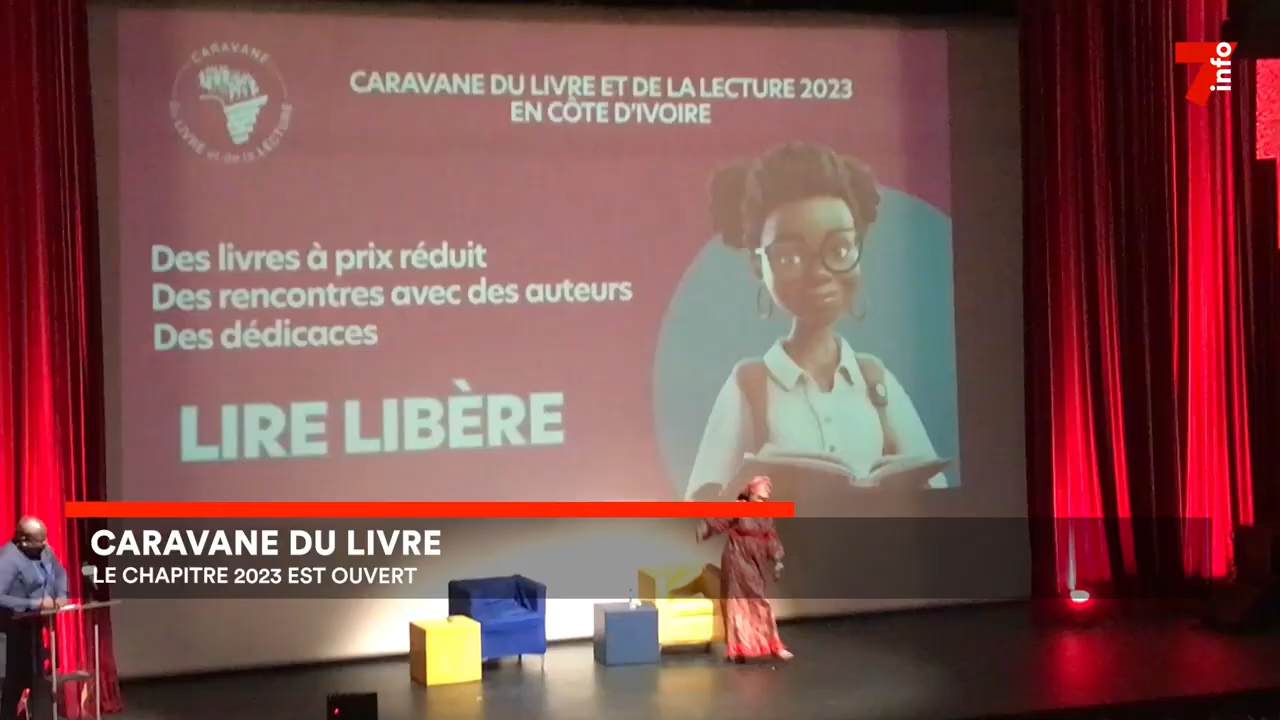 7info
CARAVANE
du LIVRE et de la LECTURE
CARAVANE DU LIVRE ET DE LA LECTURE 2023
EN CÔTE D'IVOIRE
Des livres à prix réduit
Des rencontres avec des auteurs
Des dédicaces
LIRE LIBÈRE
CARAVANE DU LIVRE
LE CHAPITRE 2023 EST OUVERT